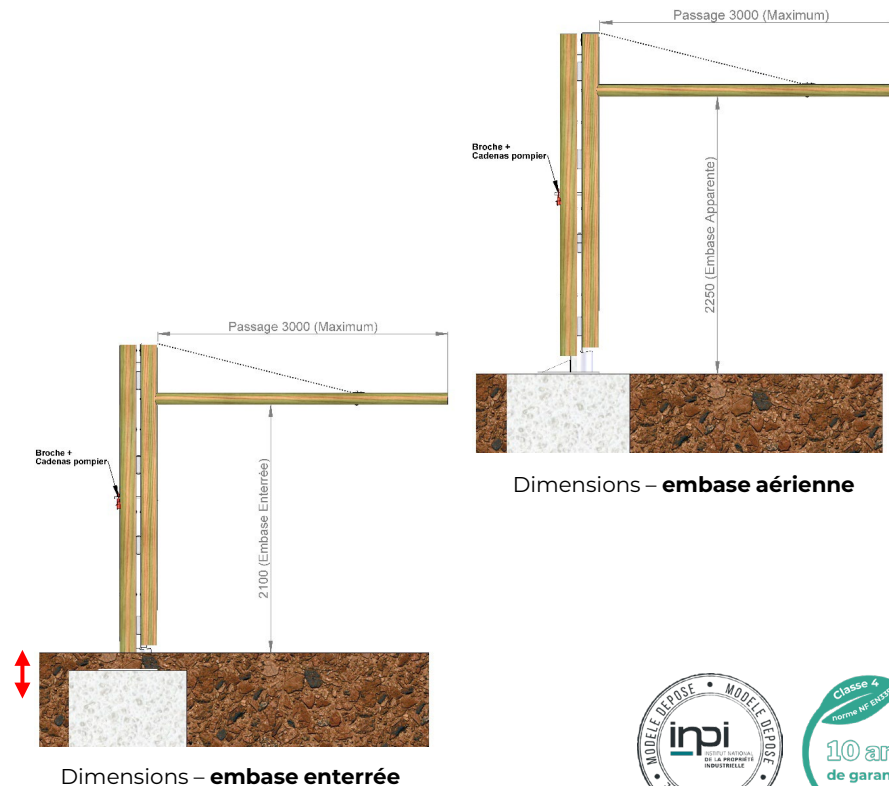 Passage 3000 (Maximum)
Broche +
Cadenas pompier
2250 (Embase Apparente)
Dimensions – embase aérienne
Passage 3000 (Maximum)
Broche +
Cadenas pompier
2100 (Embase Enterrée)
Dimensions – embase enterrée
MODELE DEPOSE • MODELE DEPOSE
inpi
INSTITUT NATIONAL
DE LA PROPRIÉTÉ
INDUSTRIELLE
Classe 4
norme NF
10
de